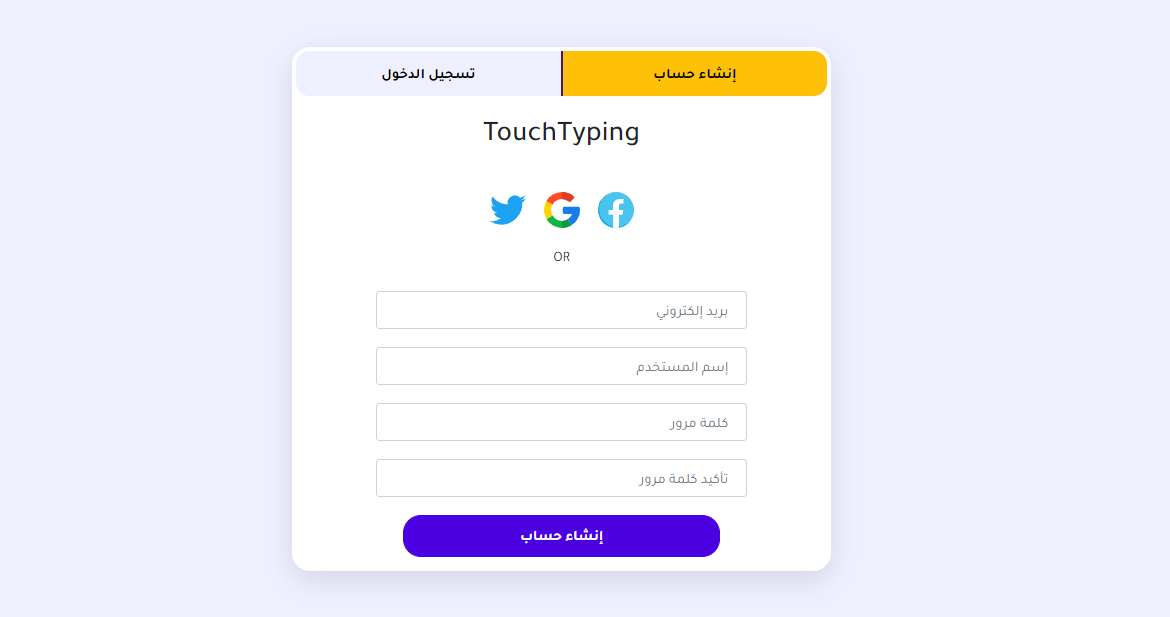 إنشاء حساب
تسجيل الدخول
TouchTyping
OR
بريد إلكتروني
إسم المستخدم
كلمة مرور
تأكيد كلمة مرور
إنشاء حساب